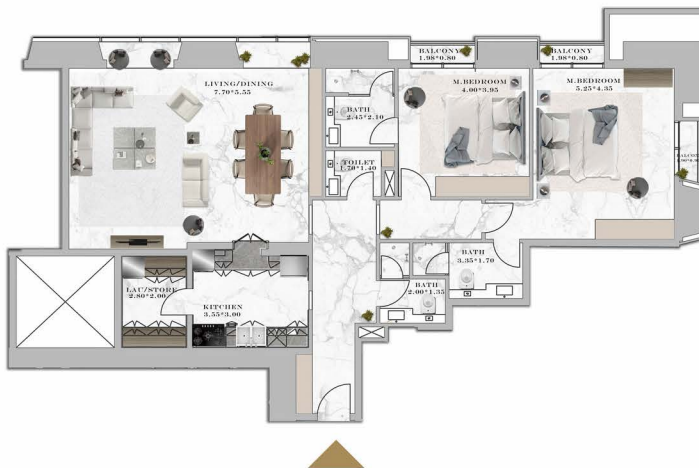 BALCONY
1.98*0.80
BALCONY
1.98*0.80
LIVING/DINING
7.70*5.55
M.BEDROOM
4.00*3.95
M.BEDROOM
5.25*4.35
BATH
2.45*2.10
TOILET
1.70*1.40
BALCONY
BATH
3.35*1.70
LAU/STORE
2.80*2.00
BATH
2.00*1.35
KITCHEN
3.55*3.00